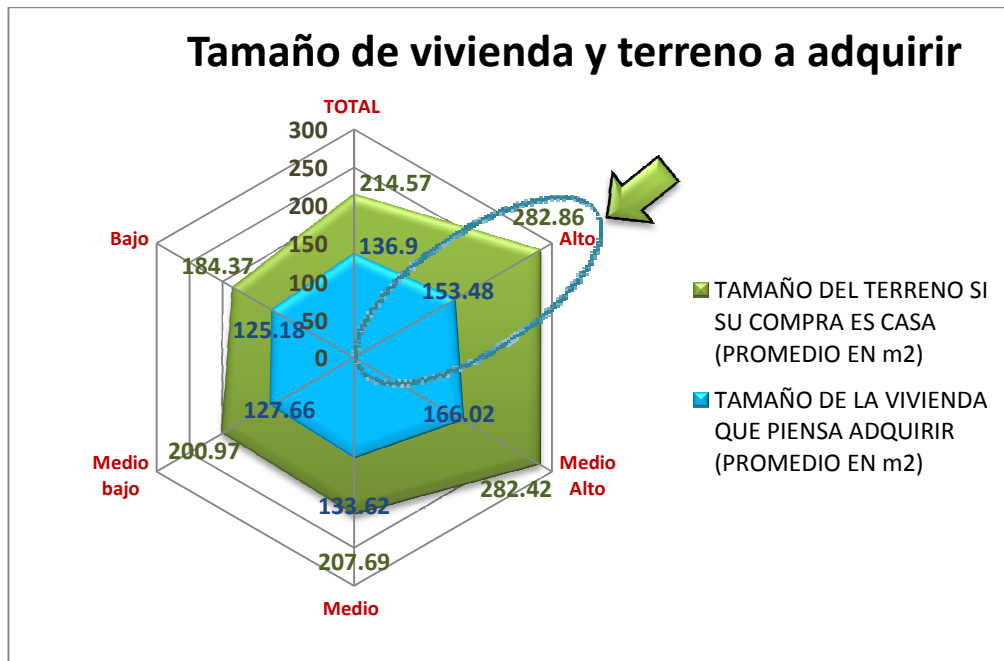 Tamaño de vivienda y terreno a adquirir
TOTAL
300
250
200
150
100
50
0
214.57
136.9
282.86
Alto
153.48
Bajo
184.37
125.18
166.02
Medio
Alto
282.42
127.66
200.97
Medio
bajo
133.62
207.69
Medio
TAMAÑO DEL TERRENO SI
SU COMPRA ES CASA
(PROMEDIO EN m2)
TAMAÑO DE LA VIVIENDA
QUE PIENSA ADQUIRIR
(PROMEDIO EN m2)